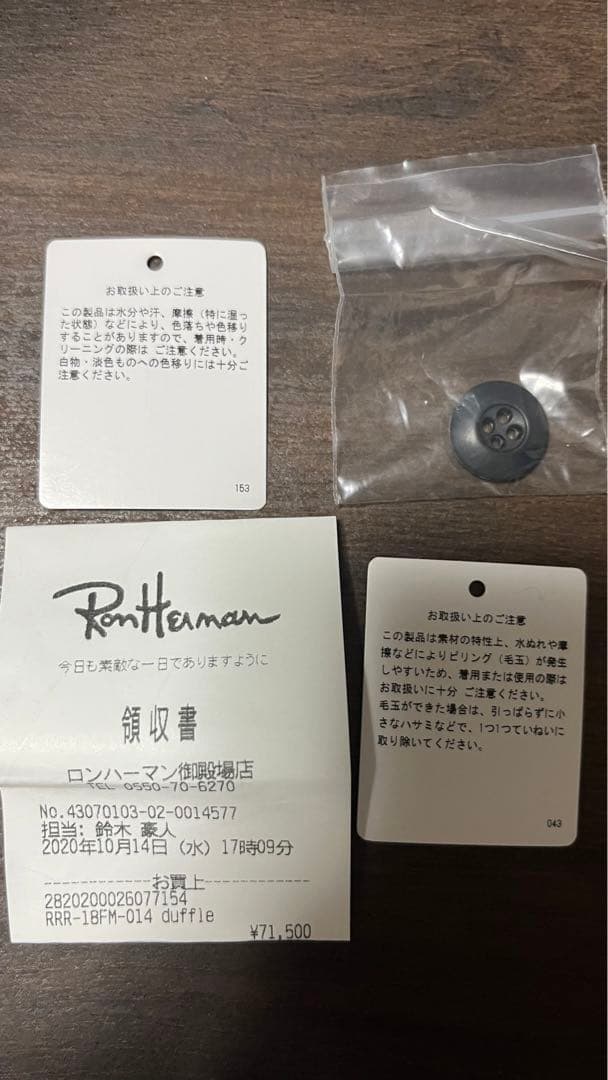 お取扱い上のご注意
この製品は水分や汗、摩擦（特に湿っ
た状態）などにより、色落ちや色移り
することがありますので、着用時・ク
リーニングの際は ご注意ください。
白物・淡色ものへの色移りには十分ご
注意ください。
153
Ron Herman
今日も素敵な一日でありますように
領収書
ロンハーマン御殿場店
TEL 0550-70-6270
No.43070103-02-0014577
担当: 鈴木 豪人
2020年10月14日（水）17時09分
------------お買上------------
2820200026077154
RRR-18FM-014 duffle
¥71,500
お取扱い上のご注意
この製品は素材の特性上、水ぬれや摩
擦などによりピリング（毛玉）が発生
しやすいため、着用または使用の際は
お取扱いに十分 ご注意ください。
毛玉ができた場合は、引っぱらずに小
さなハサミなどで、1つ1つていねいに
取り除いてください。
043